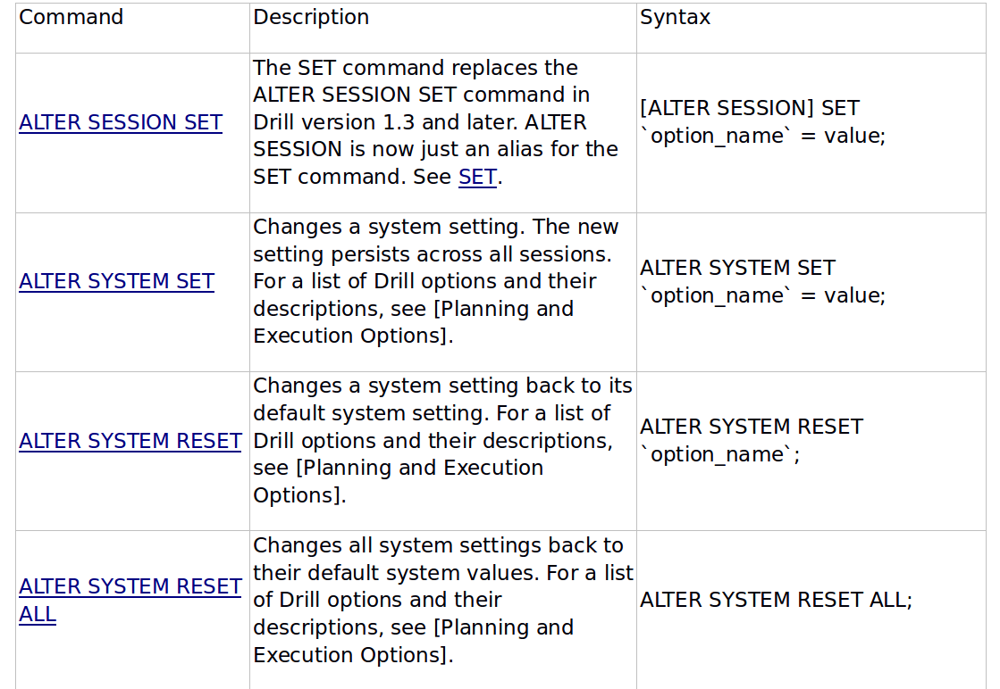 Command
Description
Syntax
ALTER SESSION SET
The SET command replaces the
ALTER SESSION SET command in
Drill version 1.3 and later. ALTER
SESSION is now just an alias for the
SET command. See SET.
[ALTER SESSION] SET
`option_name` = value;
ALTER SYSTEM SET
Changes a system setting. The new
setting persists across all sessions.
For a list of Drill options and their
descriptions, see [Planning and
Execution Options].
ALTER SYSTEM SET
`option_name` = value;
ALTER SYSTEM RESET
Changes a system setting back to its
default system setting. For a list of
Drill options and their descriptions,
see [Planning and Execution
Options].
ALTER SYSTEM RESET
`option_name`;
ALTER SYSTEM RESET
ALL
Changes all system settings back to
their default system values. For a list
of Drill options and their
descriptions, see [Planning and
Execution Options].
ALTER SYSTEM RESET ALL;